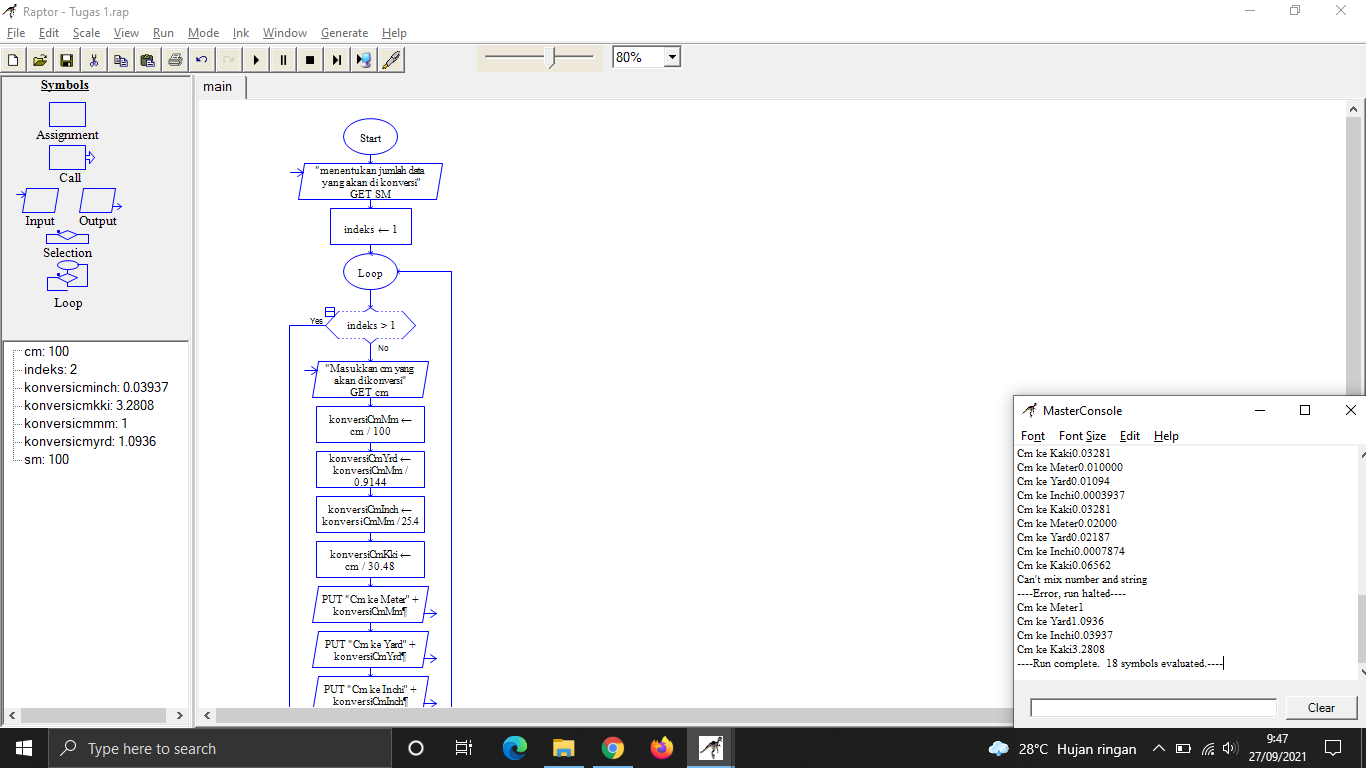 Raptor - Tugas 1.rap
File Edit Scale View Run Mode Ink Window Generate Help
80%
Symbols
Assignment
Call
Input Output
Selection
Loop
cm: 100
indeks: 2
konversicminch: 0.03937
konversicmkki: 3.2808
konversicmmm: 1
konversicmyrd: 1.0936
sm: 100
main
Start
"menentukan jumlah data
yang akan di konversi"
GET SM
indeks ← 1
Loop
indeks > 1
Yes
No
"Masukkan cm yang
akan dikonversi"
GET cm
konversiCmMm ←
cm / 100
konversiCmYrd ←
konversiCmMm /
0.9144
konversiCmInch ←
konversiCmMm / 25.4
konversiCmKki ←
cm / 30.48
PUT "Cm ke Meter" +
konversiCmMm¶
PUT "Cm ke Yard" +
konversiCmYrd¶
PUT "Cm ke Inchi" +
konversiCmInch¶
MasterConsole
Font Font Size Edit Help
Cm ke Kaki0.03281
Cm ke Meter0.010000
Cm ke Yard0.01094
Cm ke Inchi0.0003937
Cm ke Kaki0.03281
Cm ke Meter0.02000
Cm ke Yard0.02187
Cm ke Inchi0.0007874
Cm ke Kaki0.06562
Can't mix number and string
----Error, run halted----
Cm ke Meter1
Cm ke Yard1.0936
Cm ke Inchi0.03937
Cm ke Kaki3.2808
----Run complete.  18 symbols evaluated.----
Clear
Type here to search
28°C Hujan ringan
9:47
27/09/2021